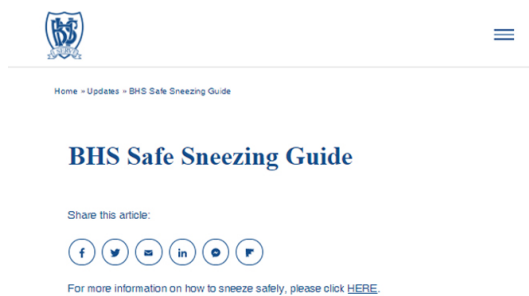 Home » Updates » BHS Safe Sneezing Guide
BHS Safe Sneezing Guide
Share this article:
For more information on how to sneeze safely, please click HERE.